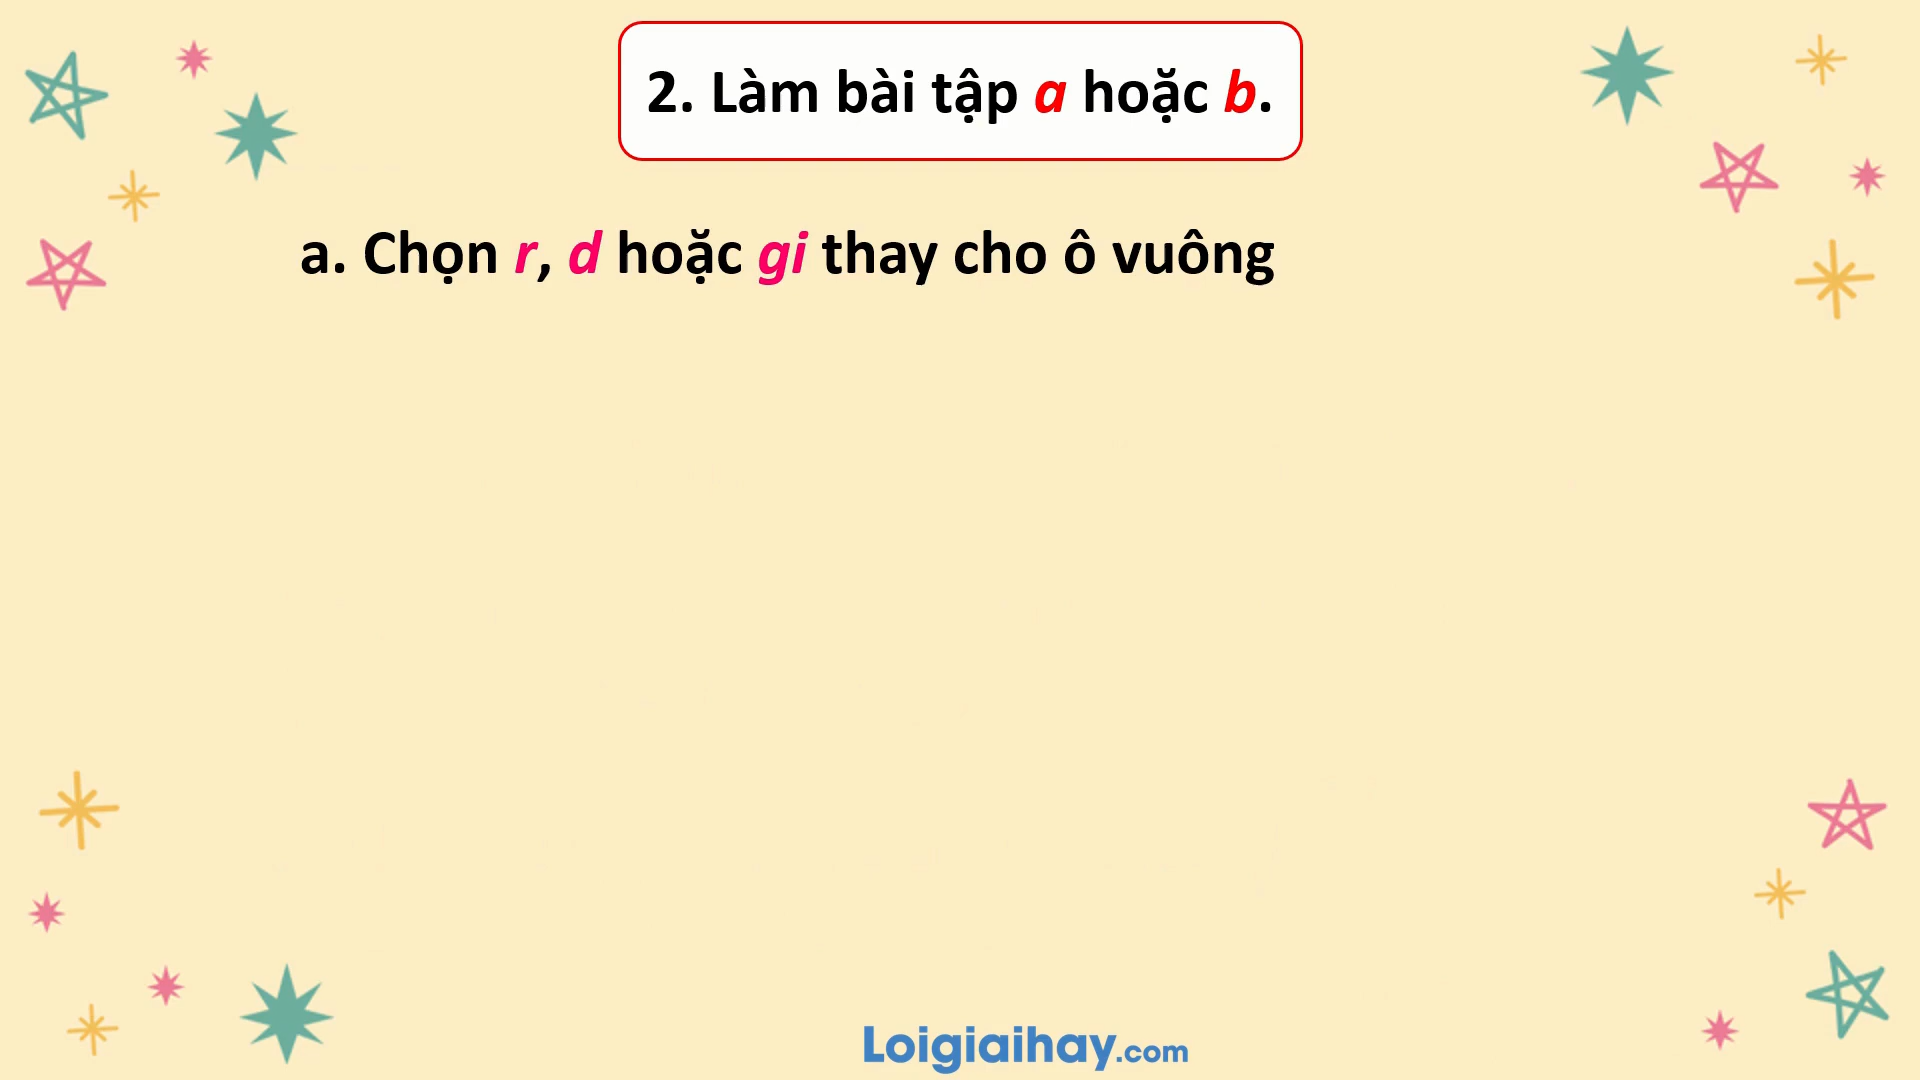 2. Làm bài tập a hoặc b.
a. Chọn r, d hoặc gi thay cho ô vuông
Loigiaihay.com